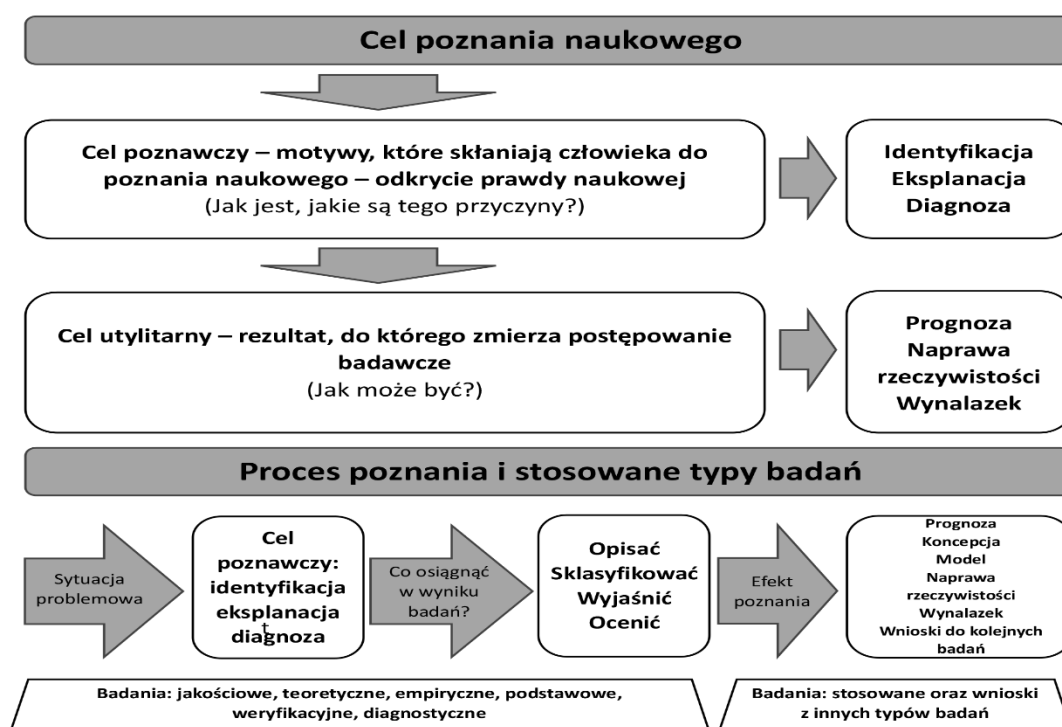 Cel poznania naukowego
Cel poznawczy – motywy, które skłaniają człowieka do
poznania naukowego – odkrycie prawdy naukowej
(Jak jest, jakie są tego przyczyny?)
Identyfikacja
Eksplanacja
Diagnoza
Cel utylitarny – rezultat, do którego zmierza postępowanie
badawcze
(Jak może być?)
Prognoza
Naprawa
rzeczywistości
Wynalazek
Proces poznania i stosowane typy badań
Sytuacja
problemowa
Cel
poznawczy:
identyfikacja
eksplanacja
diagnoza
t
Co osiągnąć
w wyniku
badań?
Opisać
Sklasyfikować
Wyjaśnić
Ocenić
Efekt
poznania
Prognoza
Koncepcja
Model
Naprawa
rzeczywistości
Wynalazek
Wnioski do kolejnych
badań
Badania: jakościowe, teoretyczne, empiryczne, podstawowe,
weryfikacyjne, diagnostyczne
Badania: stosowane oraz wnioski
z innych typów badań